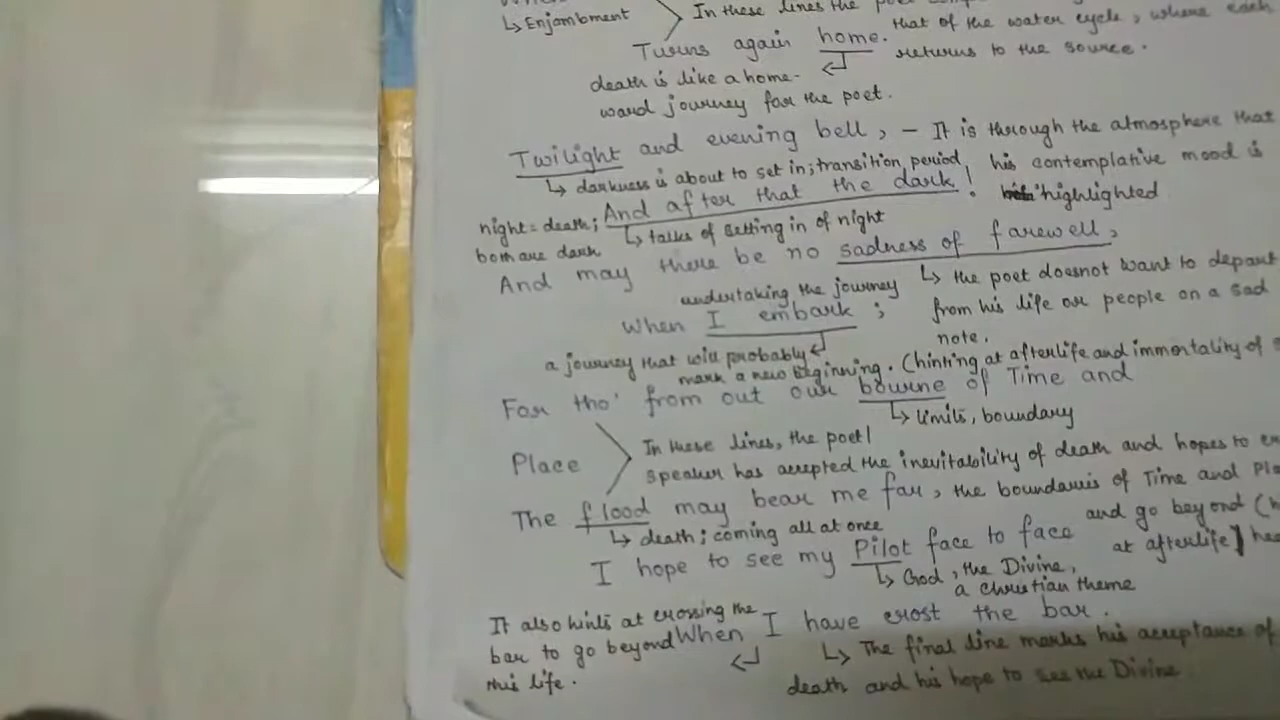 ↳ Enjambment
In these lines the poet
Turns again home. that of the water cycle, where each
death is like a home- returns to the source.
ward journey for the poet.
Twilight and evening bell, – It is through the atmosphere that
↳ darkness is about to set in; transition period his contemplative mood is
night = death; And after that the dark! highlighted
both are dark ↳ talks of setting in of night
And may there be no sadness of farewell,
undertaking the journey ↳ the poet doesnot want to depart
When I embark ; from his life or people on a sad
note.
a journey that will probably
mark a new beginning. (hinting at afterlife and immortality of
For tho' from out our bourne of Time and
↳ limits, boundary
Place In these lines, the poet/
speaker has accepted the inevitability of death and hopes to
The flood may bear me far, the boundaries of Time and
↳ death; coming all at once and go beyond
I hope to see my Pilot face to face at afterlife)
↳ God, the Divine,
a christian theme
It also hints at crossing the
bar to go beyond When I have crost the bar.
this life. ↳ The final line marks his acceptance of
death and his hope to see the Divine